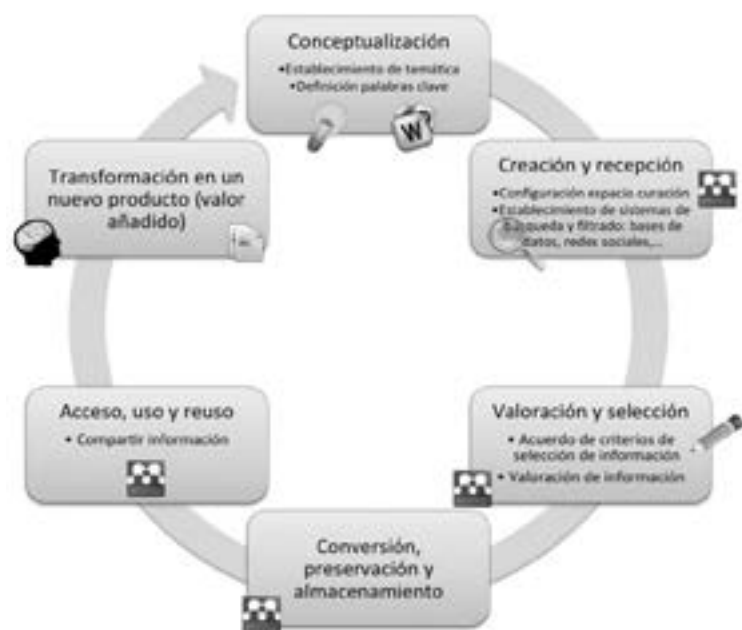 Conceptualización
•Establecimiento de temática
•Definición palabras clave
W
Creación y recepción
•Configuración espacio curación
•Establecimiento de sistemas de
búsqueda y filtrado: bases de
datos, redes sociales,...
Valoración y selección
• Acuerdo de criterios de
selección de información
• Valoración de información
Conversión,
preservación y
almacenamiento
Acceso, uso y reuso
• Compartir información
Transformación en un
nuevo producto (valor
añadido)